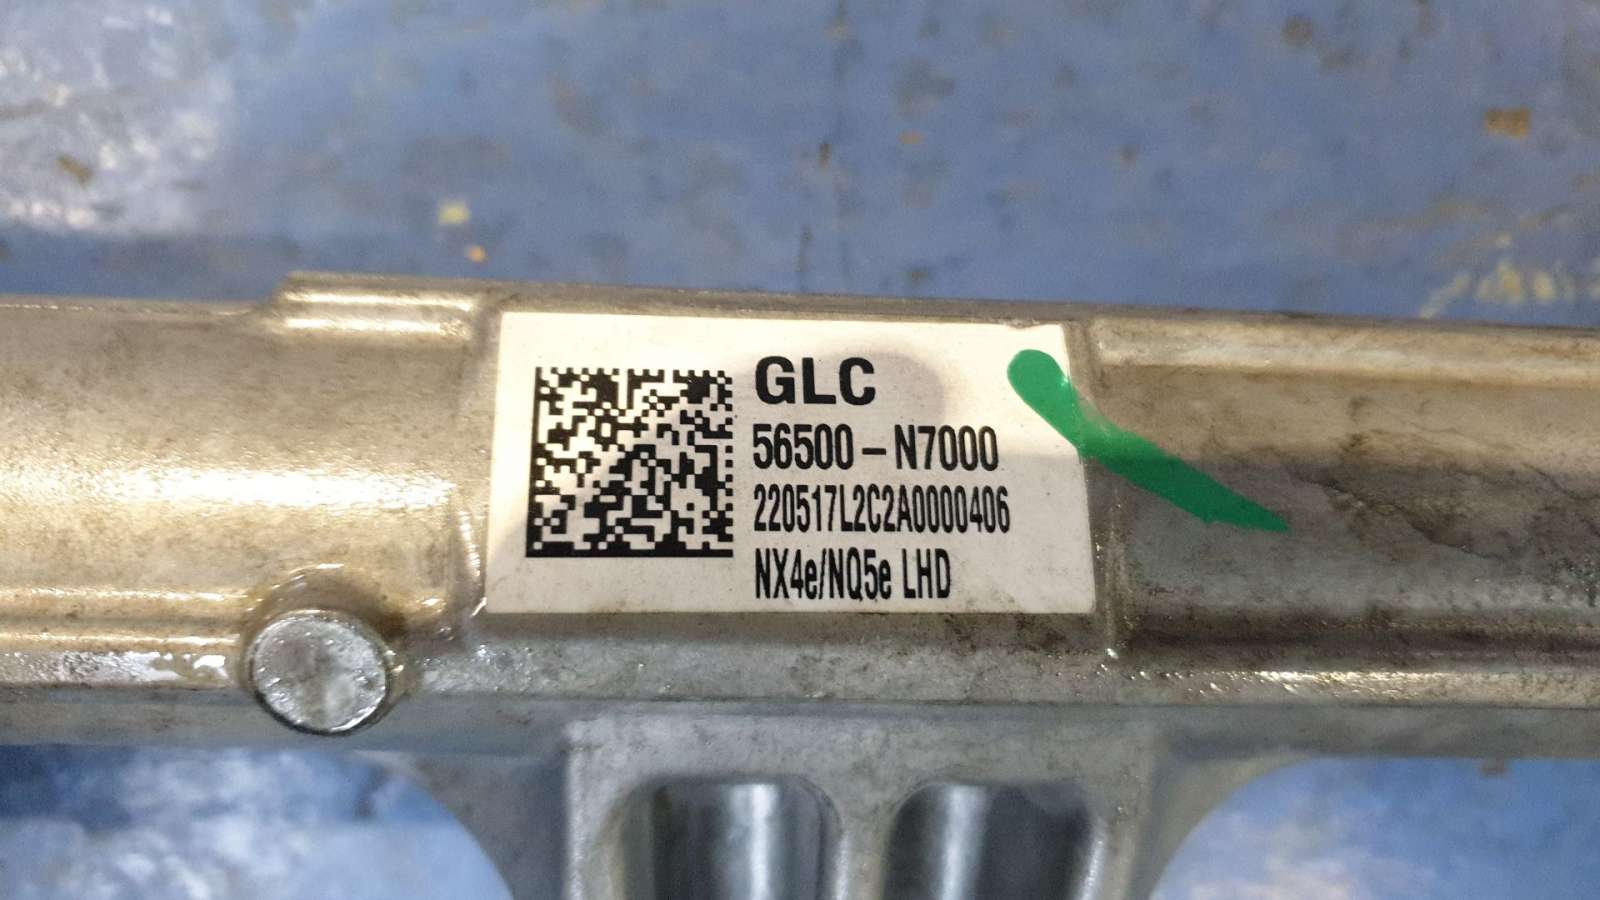 GLC
56500-N7000
220517L2C2A0000406
NX4e/NQ5e LHD